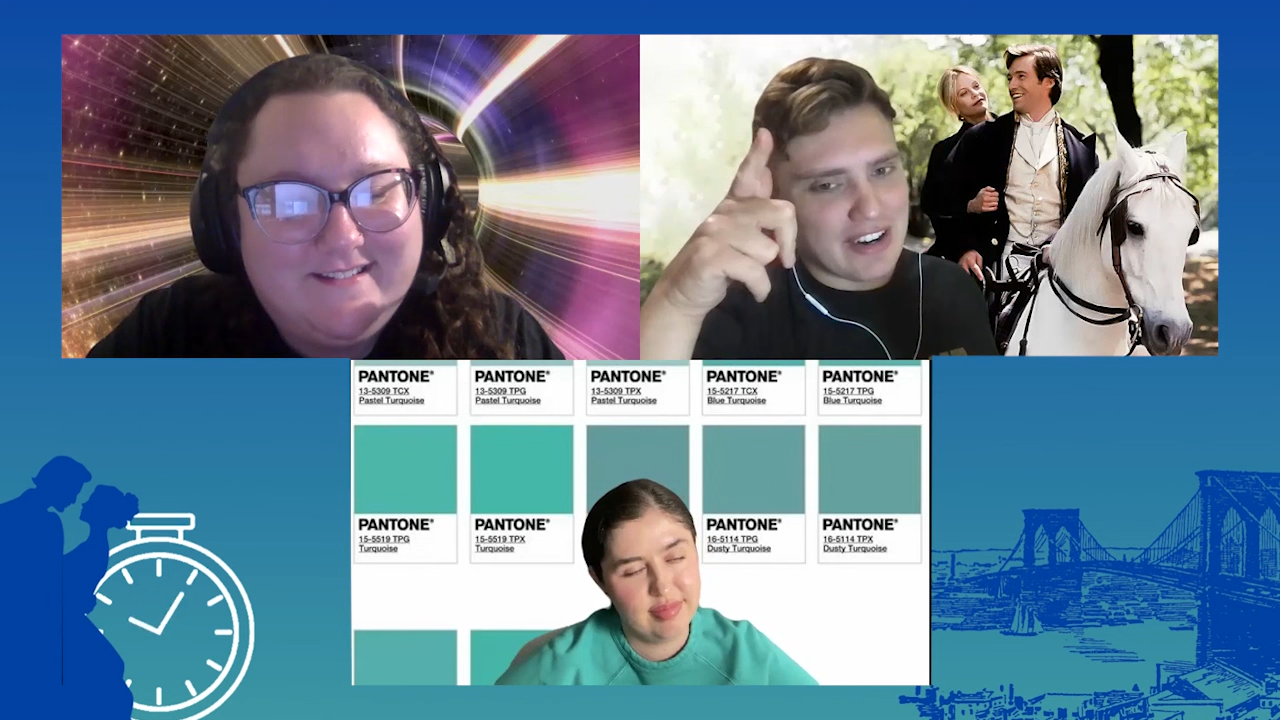 PANTONE®
13-5309 TCX
Pastel Turquoise
PANTONE®
13-5309 TPG
Pastel Turquoise
PANTONE®
13-5309 TPX
Pastel Turquoise
PANTONE®
15-5217 TCX
Blue Turquoise
PANTONE®
15-5217 TPG
Blue Turquoise
PANTONE®
15-5519 TPG
Turquoise
PANTONE®
15-5519 TPX
Turquoise
PANTONE®
16-5114 TPG
Dusty Turquoise
PANTONE®
16-5114 TPX
Dusty Turquoise